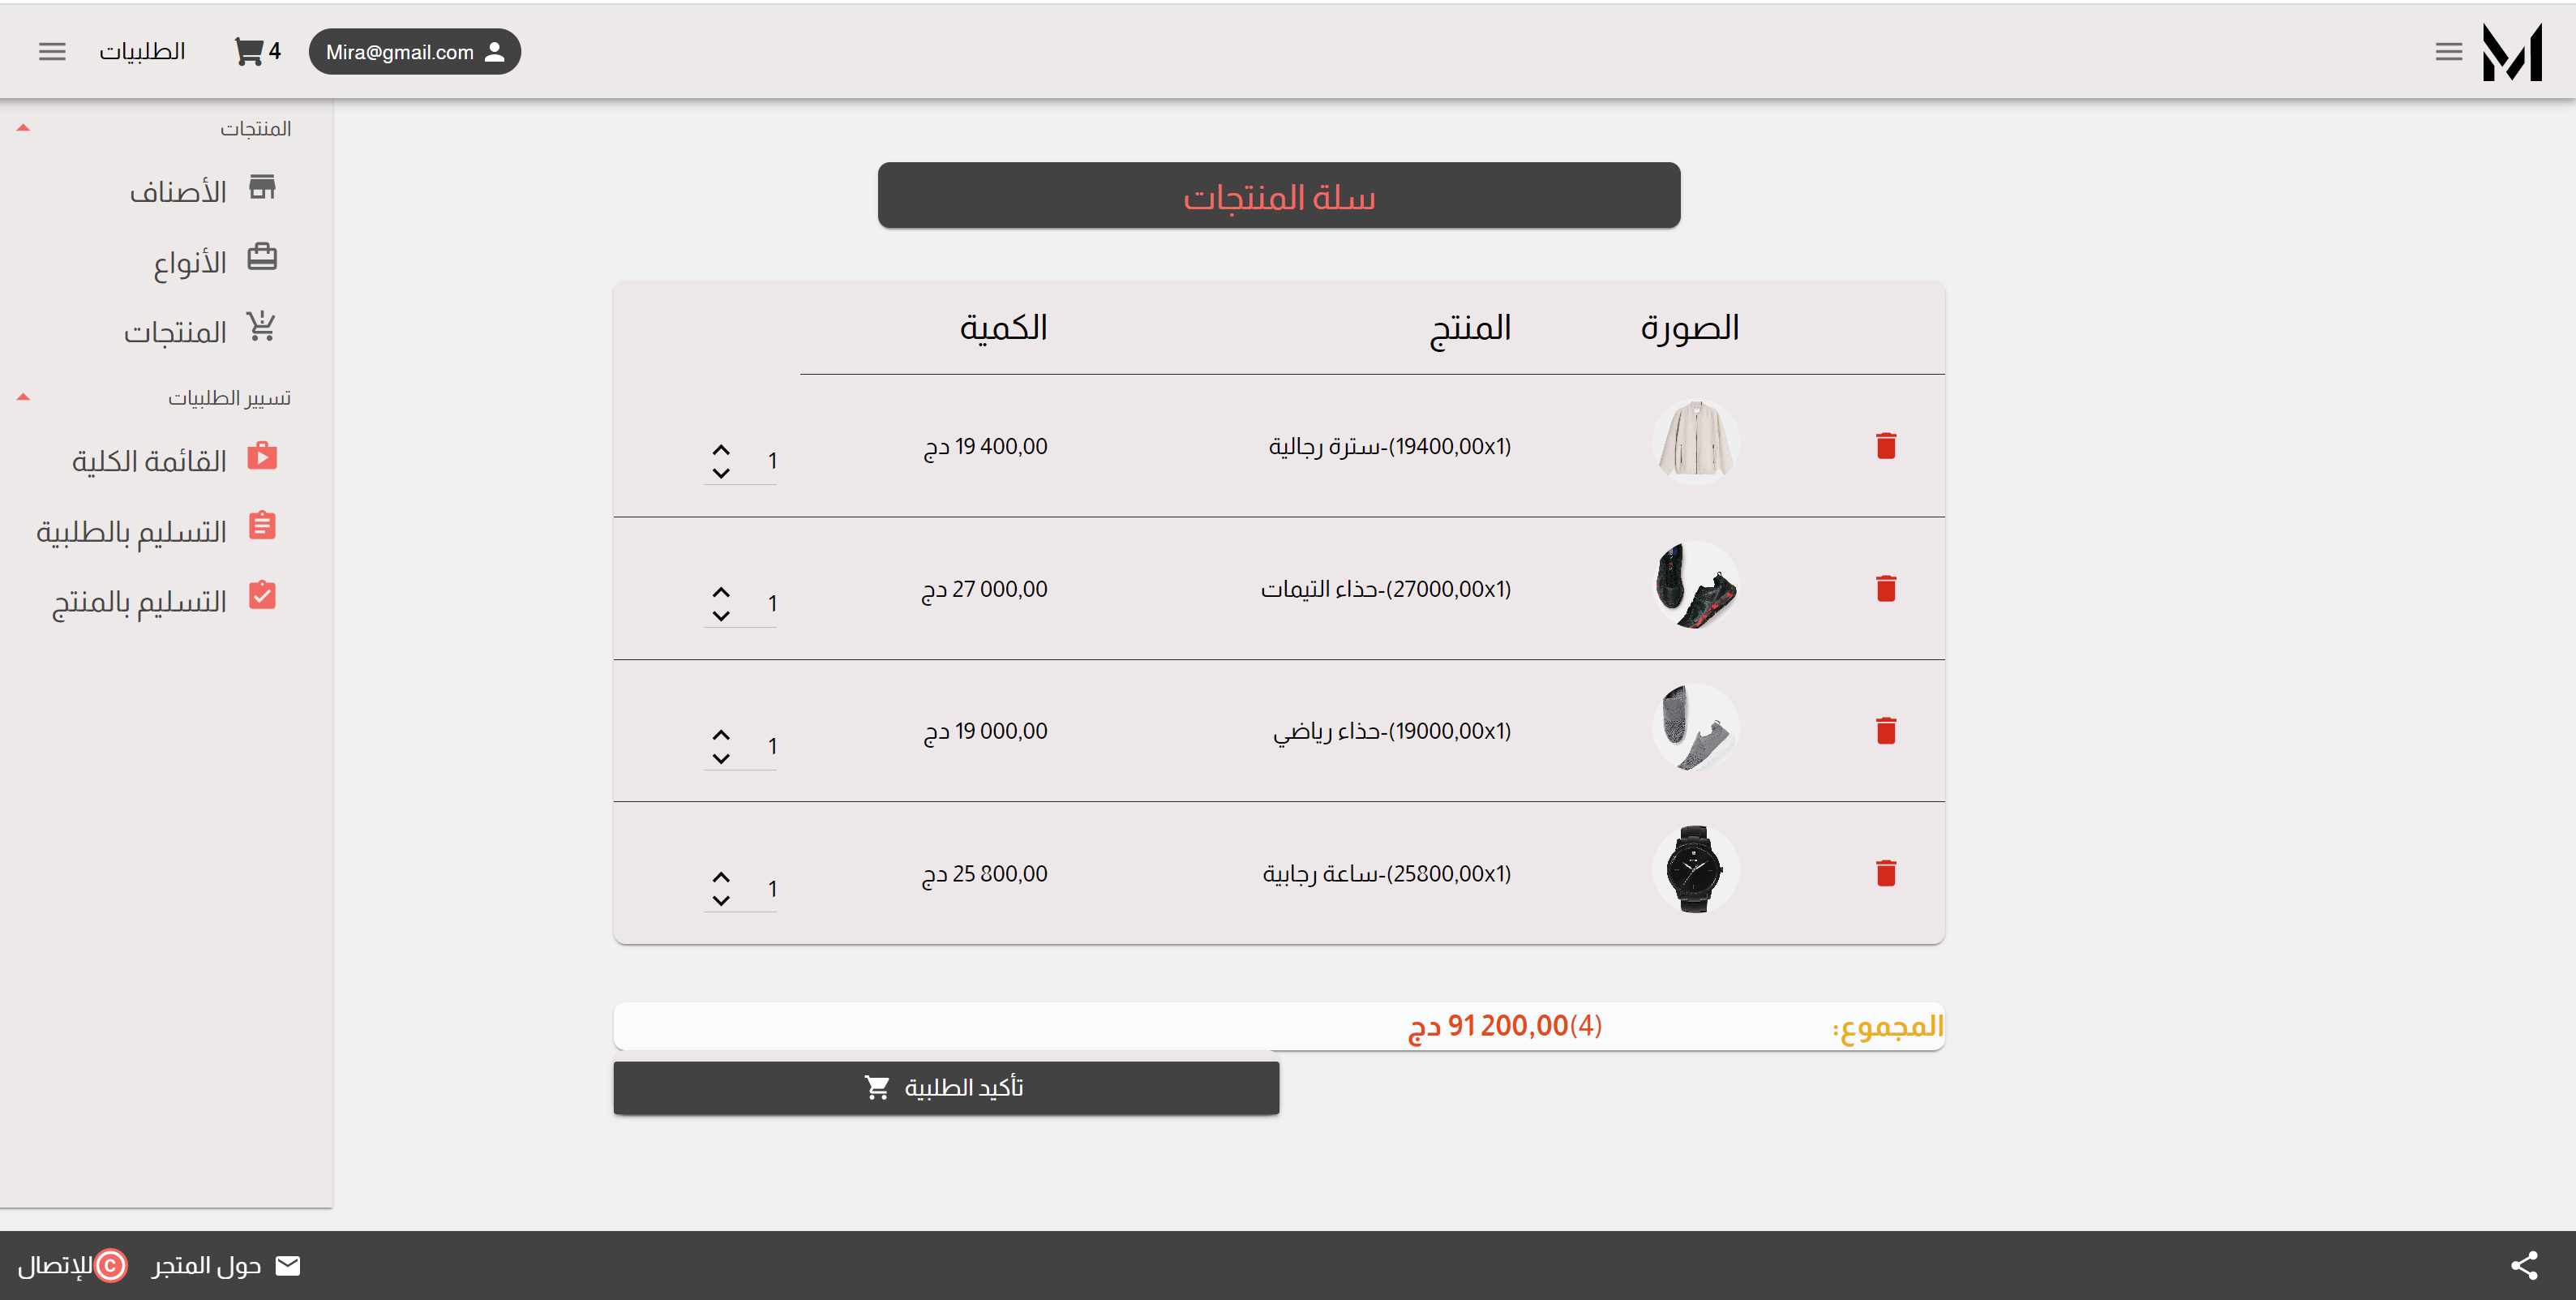 Mira@gmail.com
4
الطلبيات
المنتجات
الأصناف
الأنواع
المنتجات
تسيير الطلبيات
القائمة الكلية
التسليم بالطلبية
التسليم بالمنتج
سلة المنتجات
الصورة المنتج الكمية
(19400,00x1)-سترة رجالية 19 400,00 دج 1
(27000,00x1)-حذاء التيمات 27 000,00 دج 1
(19000,00x1)-حذاء رياضي 19 000,00 دج 1
(25800,00x1)-ساعة رجابية 25 800,00 دج 1
المجموع: (4)91 200,00 دج
تأكيد الطلبية
حول المتجر
للإتصال